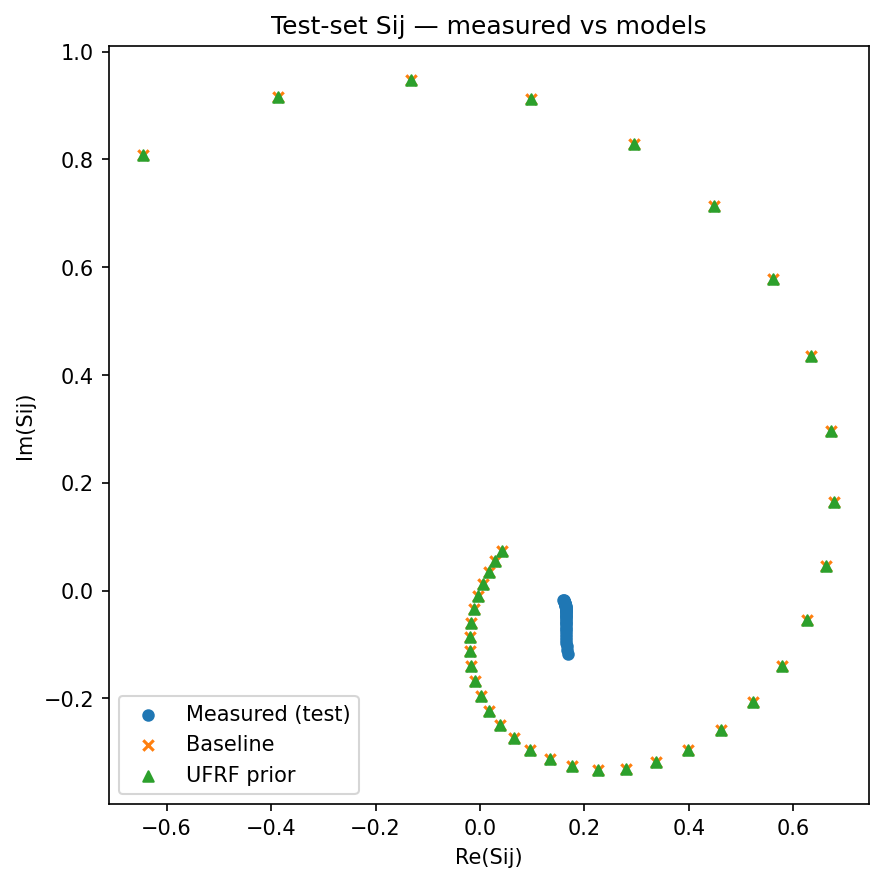 Test-set Sij — measured vs models
1.0
0.8
0.6
0.4
0.2
0.0
−0.2
Im(Sij)
Measured (test)
Baseline
UFRF prior
−0.6
−0.4
−0.2
0.0
0.2
0.4
0.6
Re(Sij)